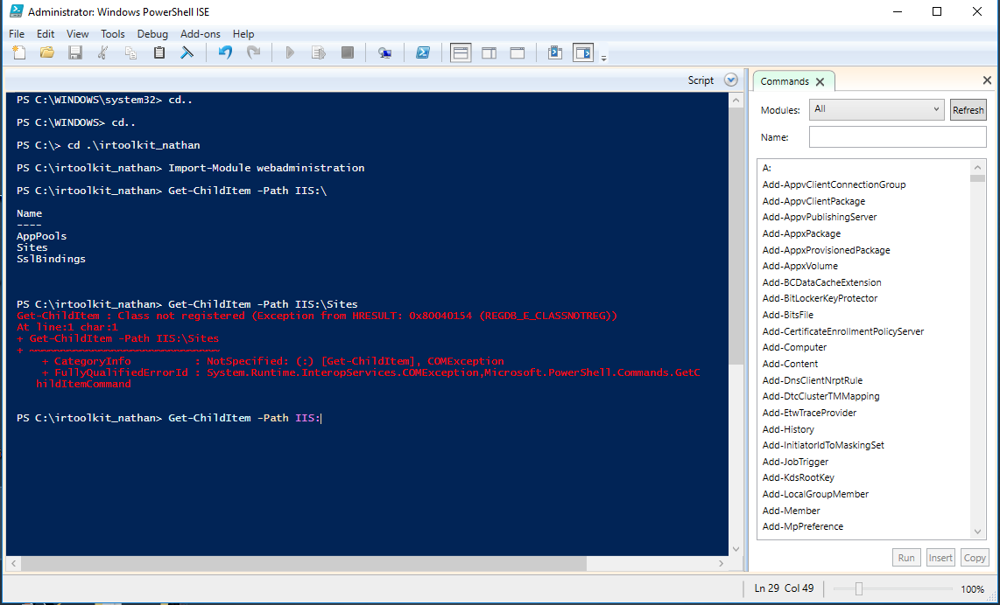 Administrator: Windows PowerShell ISE
File Edit View Tools Debug Add-ons Help
Script
PS C:\WINDOWS\system32> cd..
PS C:\WINDOWS> cd..
PS C:\> cd .\irtoolkit_nathan
PS C:\irtoolkit_nathan> Import-Module webadministration
PS C:\irtoolkit_nathan> Get-ChildItem -Path IIS:\
Name
----
AppPools
Sites
SslBindings
PS C:\irtoolkit_nathan> Get-ChildItem -Path IIS:\Sites
Get-ChildItem : Class not registered (Exception from HRESULT: 0x80040154 (REGDB_E_CLASSNOTREG))
At line:1 char:1
+ Get-ChildItem -Path IIS:\Sites
+ ~~~~~~~~~~~~~~~~~~~~~~~~~~~~~~
+ CategoryInfo : NotSpecified: (:) [Get-ChildItem], COMException
+ FullyQualifiedErrorId : System.Runtime.InteropServices.COMException,Microsoft.PowerShell.Commands.GetC
hildItemCommand
PS C:\irtoolkit_nathan> Get-ChildItem -Path IIS:
Commands
Modules: All Refresh
Name:
A:
Add-AppvClientConnectionGroup
Add-AppvClientPackage
Add-AppvPublishingServer
Add-AppxPackage
Add-AppxProvisionedPackage
Add-AppxVolume
Add-BCDataCacheExtension
Add-BitLockerKeyProtector
Add-BitsFile
Add-CertificateEnrollmentPolicyServer
Add-Computer
Add-Content
Add-DnsClientNrptRule
Add-DtcClusterTMMapping
Add-EtwTraceProvider
Add-History
Add-InitiatorIdToMaskingSet
Add-JobTrigger
Add-KdsRootKey
Add-LocalGroupMember
Add-Member
Add-MpPreference
Run Insert Copy
Ln 29 Col 49 100%